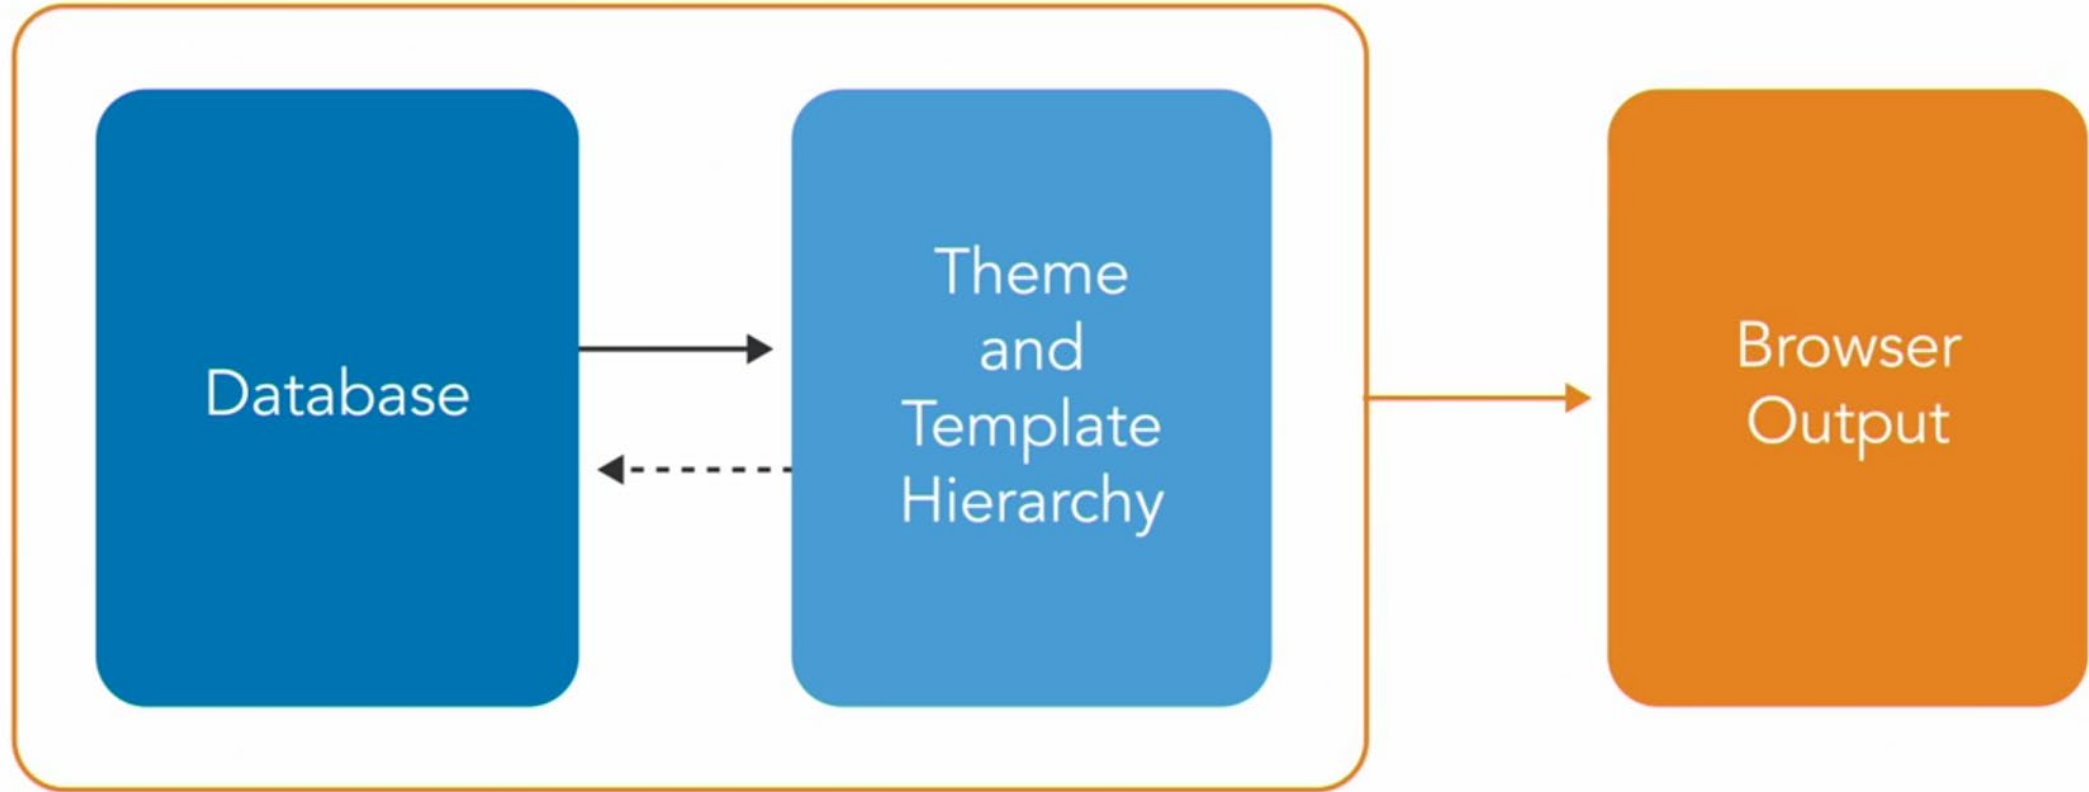 Database
Theme
and
Template
Hierarchy
Browser
Output